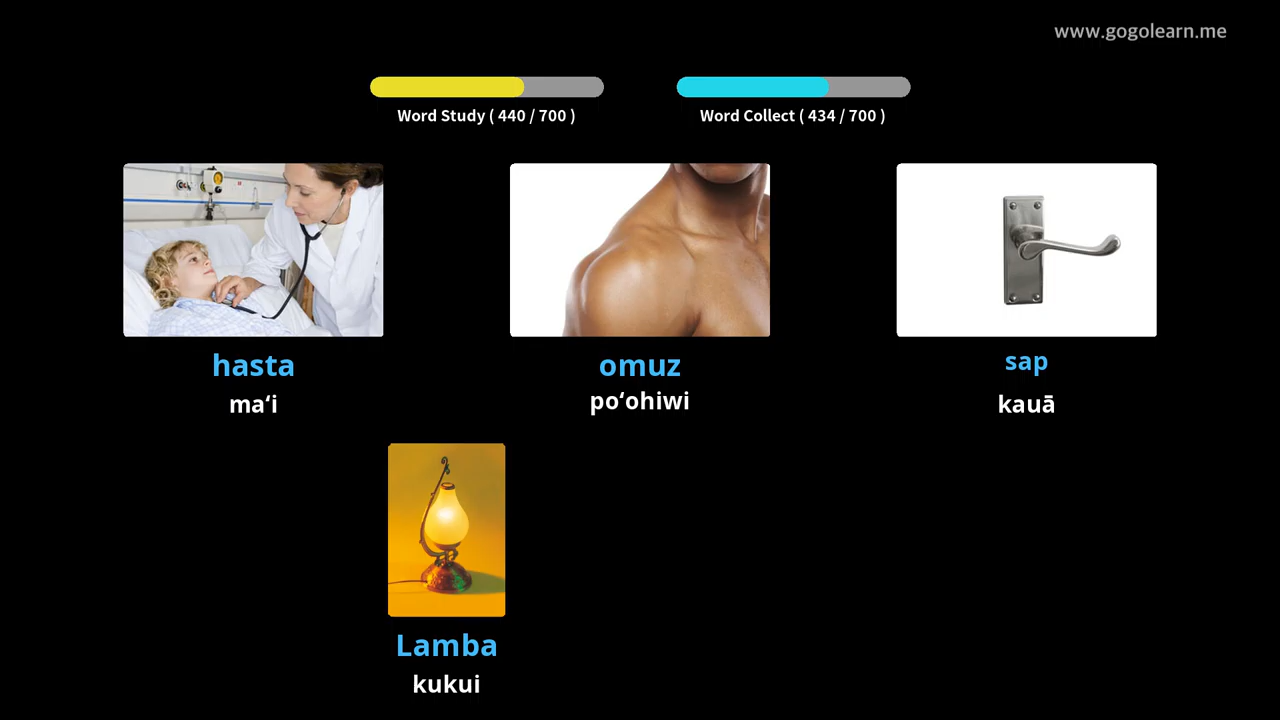 www.gogolearn.me
Word Study ( 440 / 700 )
Word Collect ( 434 / 700 )
hasta
maʻi
omuz
poʻohiwi
sap
kauā
Lamba
kukui